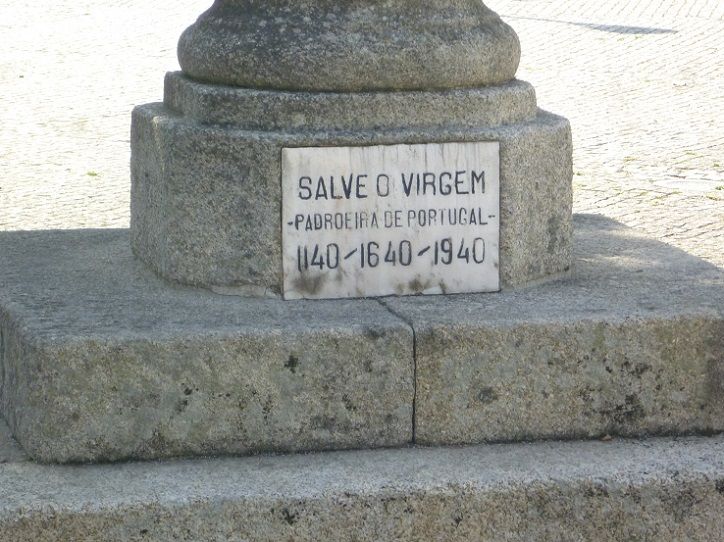 SALVE O VIRGEM
-PADROEIRA DE PORTUGAL-
1140-1640-1940